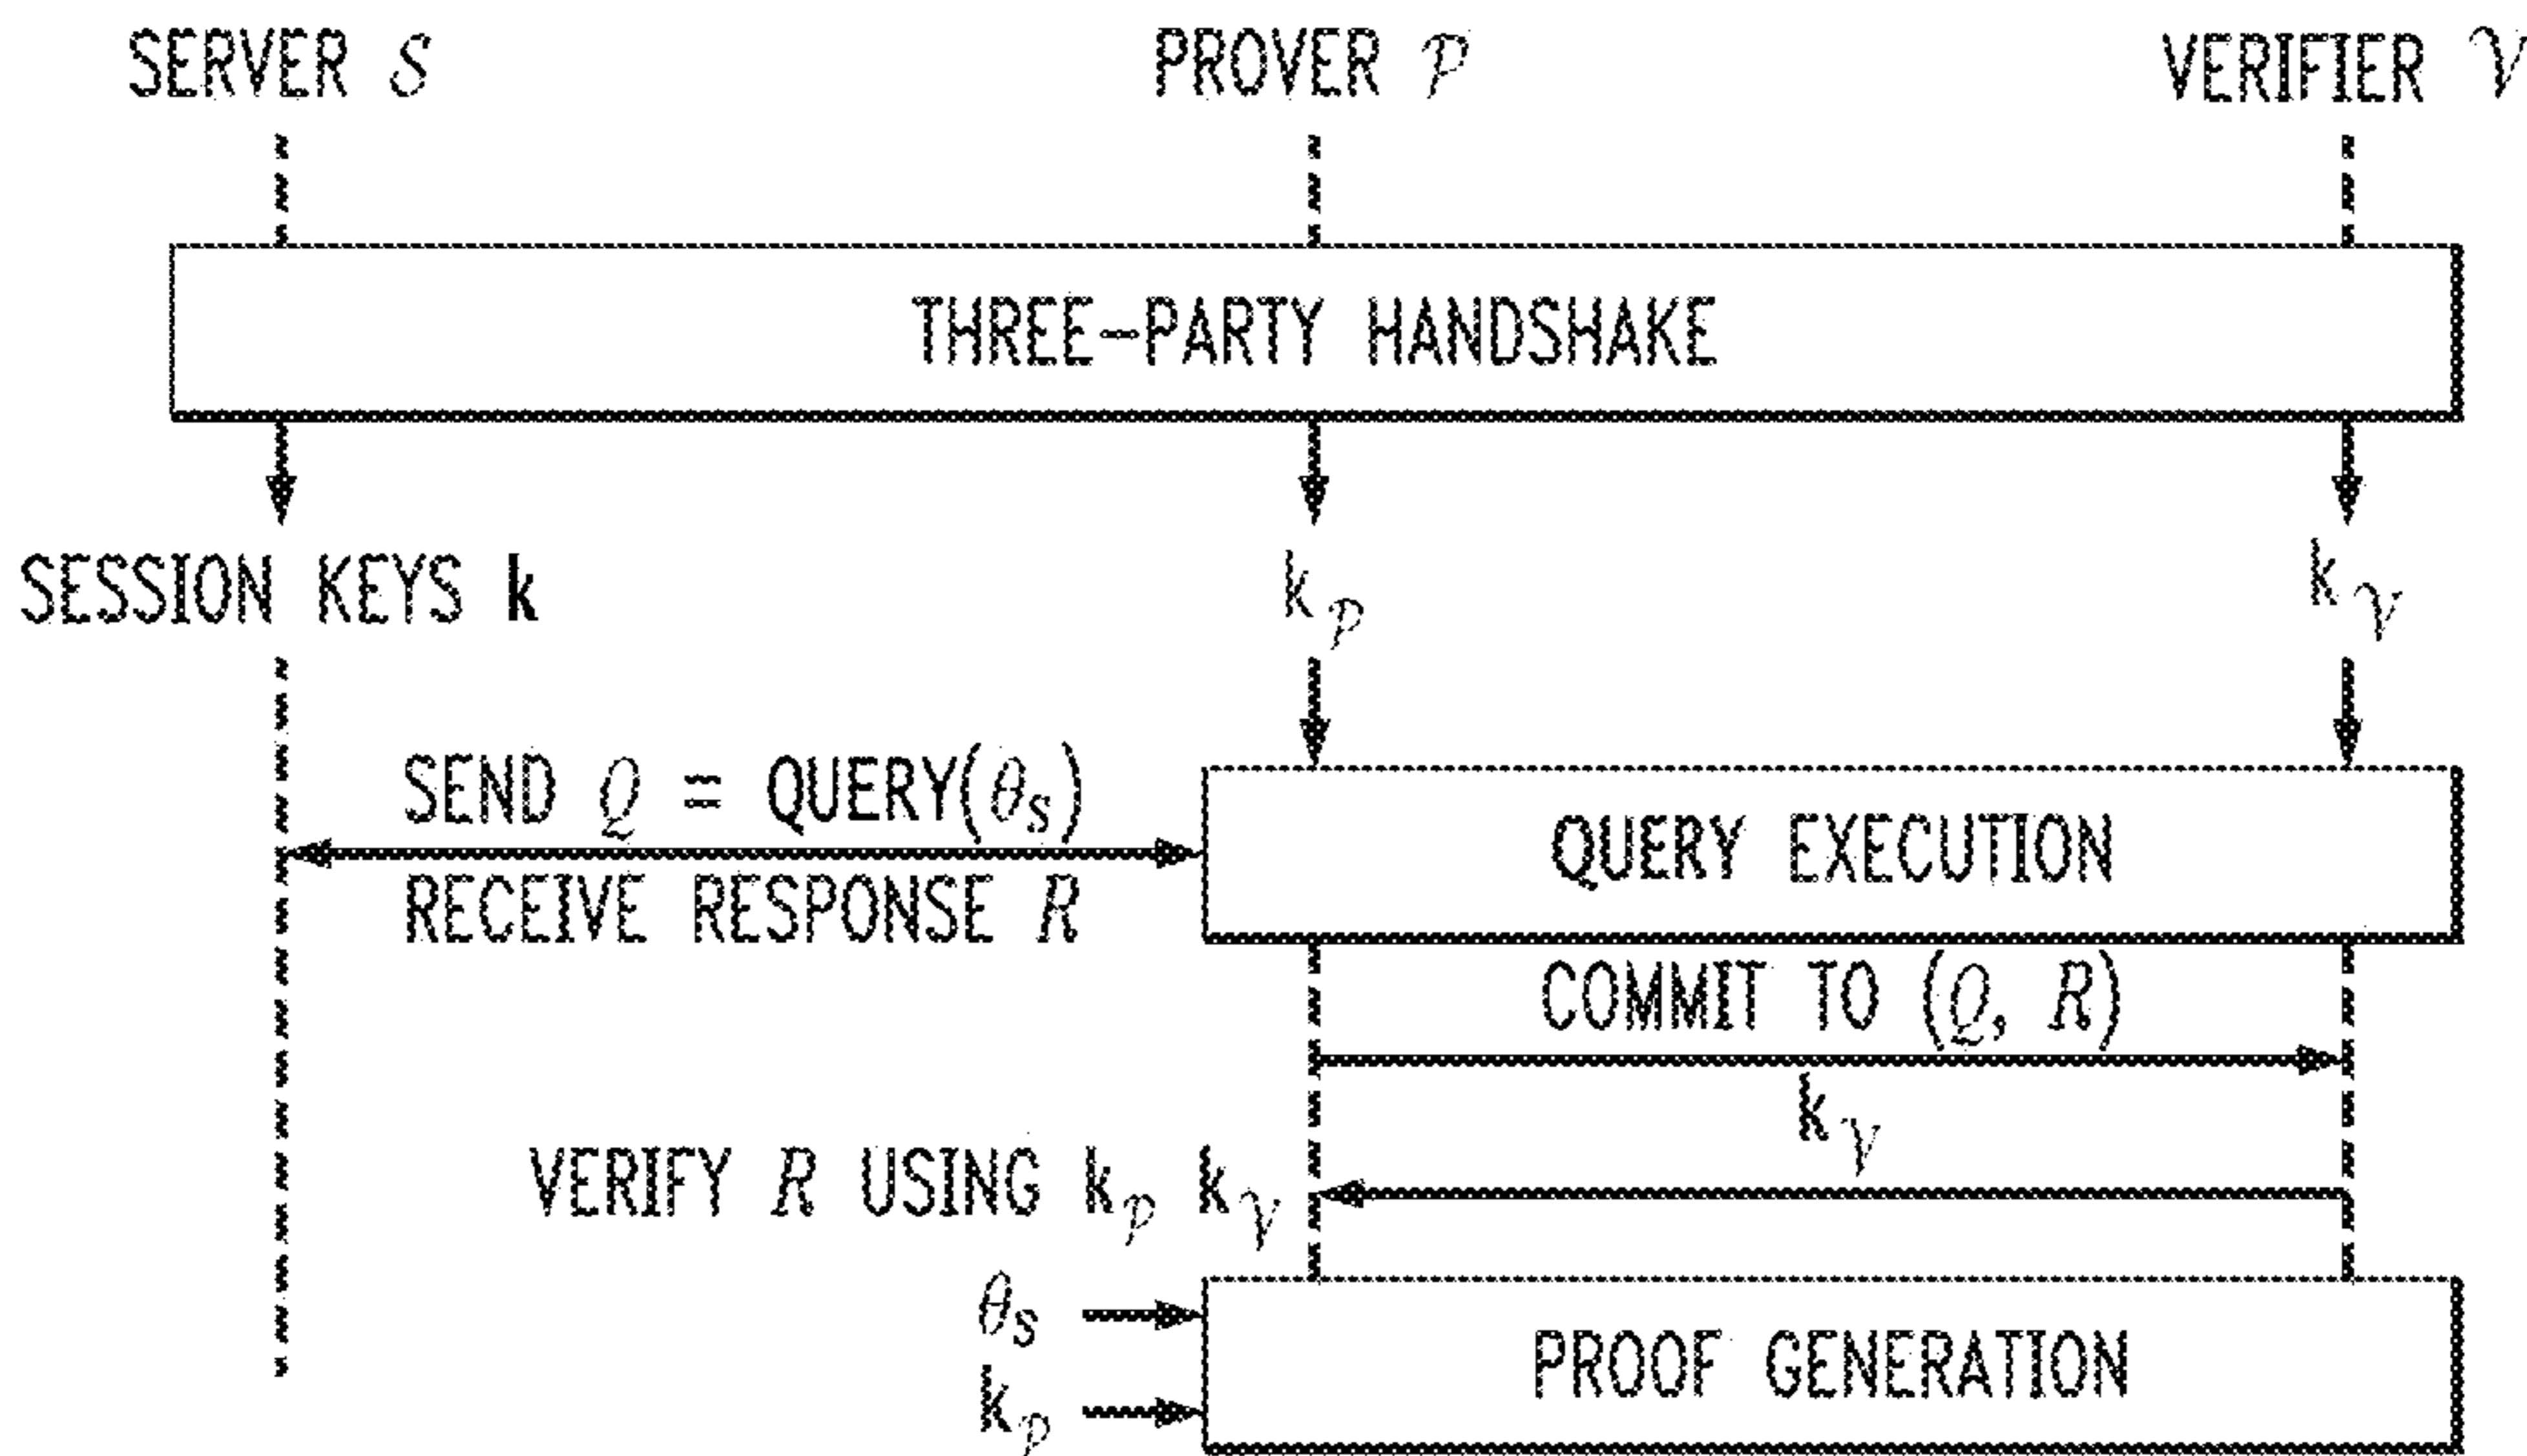 SERVER 𝒮 PROVER 𝒫 VERIFIER 𝒱
THREE-PARTY HANDSHAKE
SESSION KEYS k k𝒫 k𝒱
SEND Q = QUERY(θs)
RECEIVE RESPONSE R
QUERY EXECUTION
COMMIT TO (Q, R)
k𝒱
VERIFY R USING k𝒫 k𝒱
θs
k𝒫
PROOF GENERATION